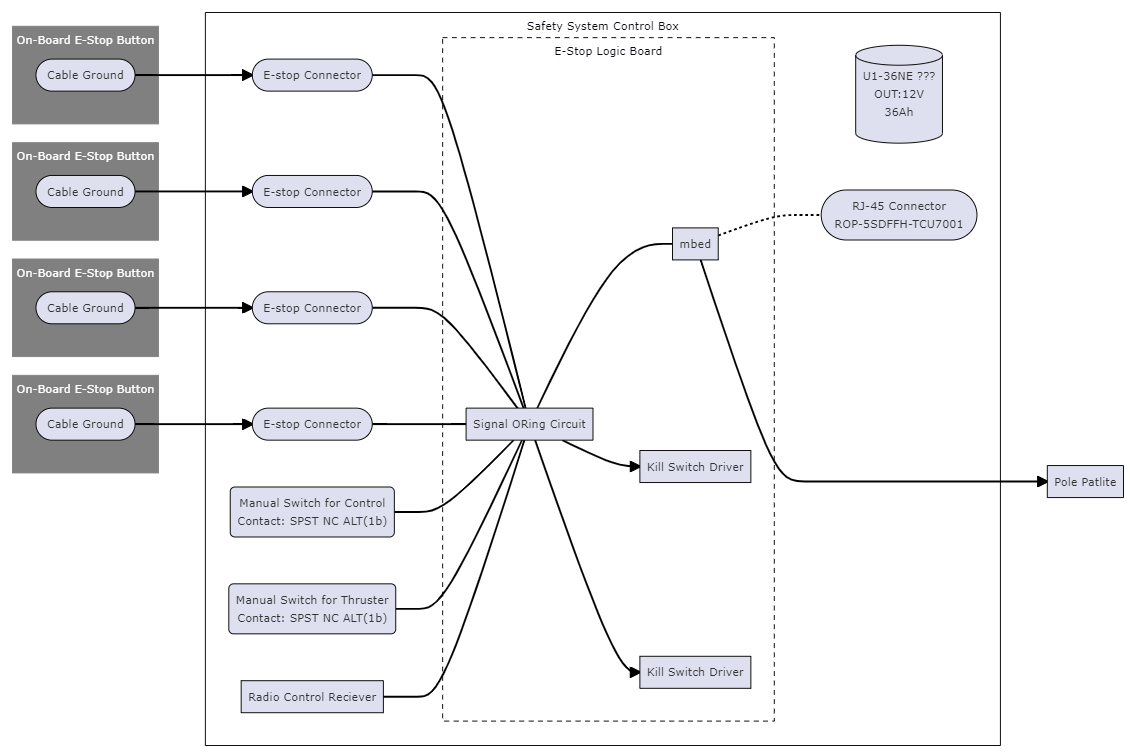 Safety System Control Box
E-Stop Logic Board
On-Board E-Stop Button
Cable Ground
E-stop Connector
On-Board E-Stop Button
Cable Ground
E-stop Connector
On-Board E-Stop Button
Cable Ground
E-stop Connector
On-Board E-Stop Button
Cable Ground
E-stop Connector
Manual Switch for Control
Contact: SPST NC ALT(1b)
Manual Switch for Thruster
Contact: SPST NC ALT(1b)
Radio Control Reciever
Signal ORing Circuit
mbed
Kill Switch Driver
Kill Switch Driver
U1-36NE ???
OUT:12V
36Ah
RJ-45 Connector
ROP-5SDFFH-TCU7001
Pole Patlite